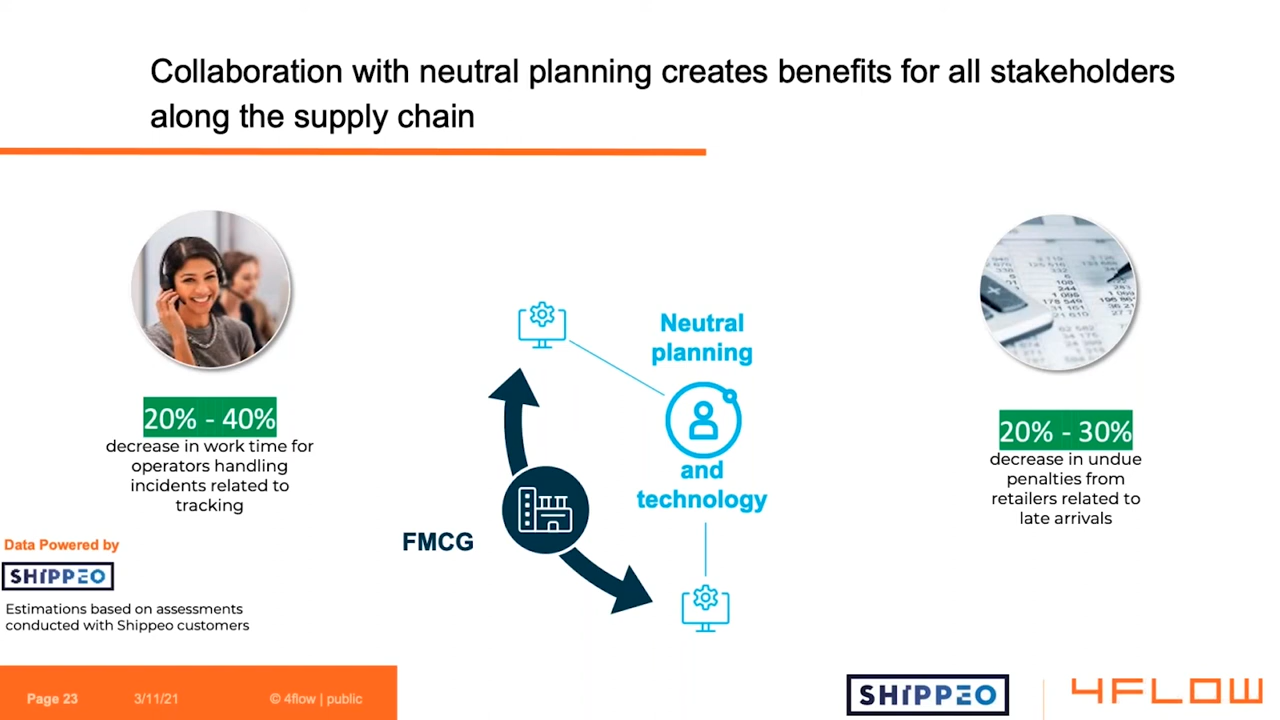 Collaboration with neutral planning creates benefits for all stakeholders
along the supply chain
20% - 40%
decrease in work time for
operators handling
incidents related to
tracking
Data Powered by
SHIPPEO
Estimations based on assessments
conducted with Shippeo customers
FMCG
Neutral
planning
and
technology
20% - 30%
decrease in undue
penalties from
retailers related to
late arrivals
Page 23
3/11/21
© 4flow | public
SHIPPEO
4FLOW